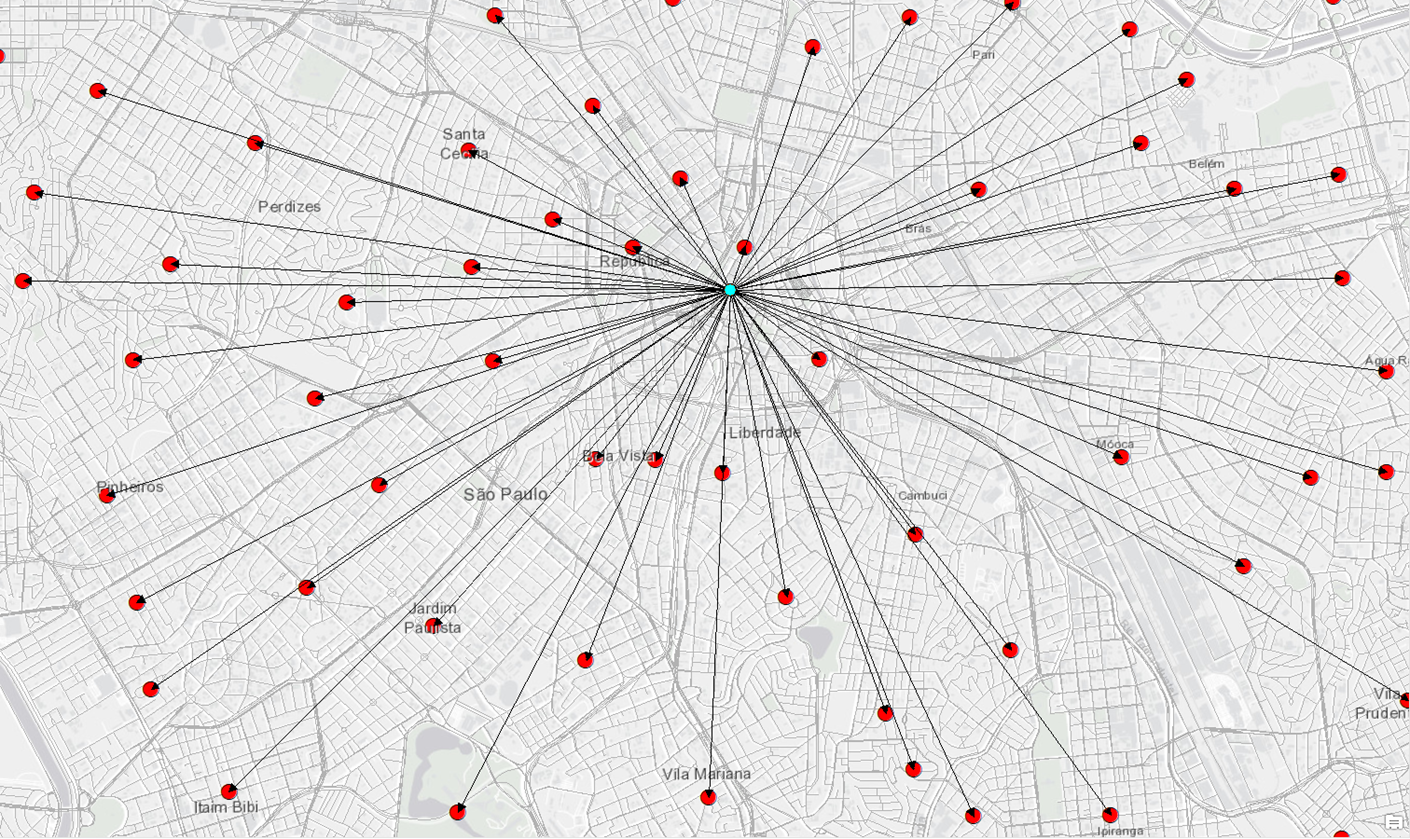 Pari
Santa
Cecília
Belém
Perdizes
Brás
República
Água R
Liberdade
Móoca
Bela Vista
Pinheiros
São Paulo
Cambuci
Jardim
Paulista
Vila
Pruden
Vila Mariana
Itaim Bibi
Ipiranga